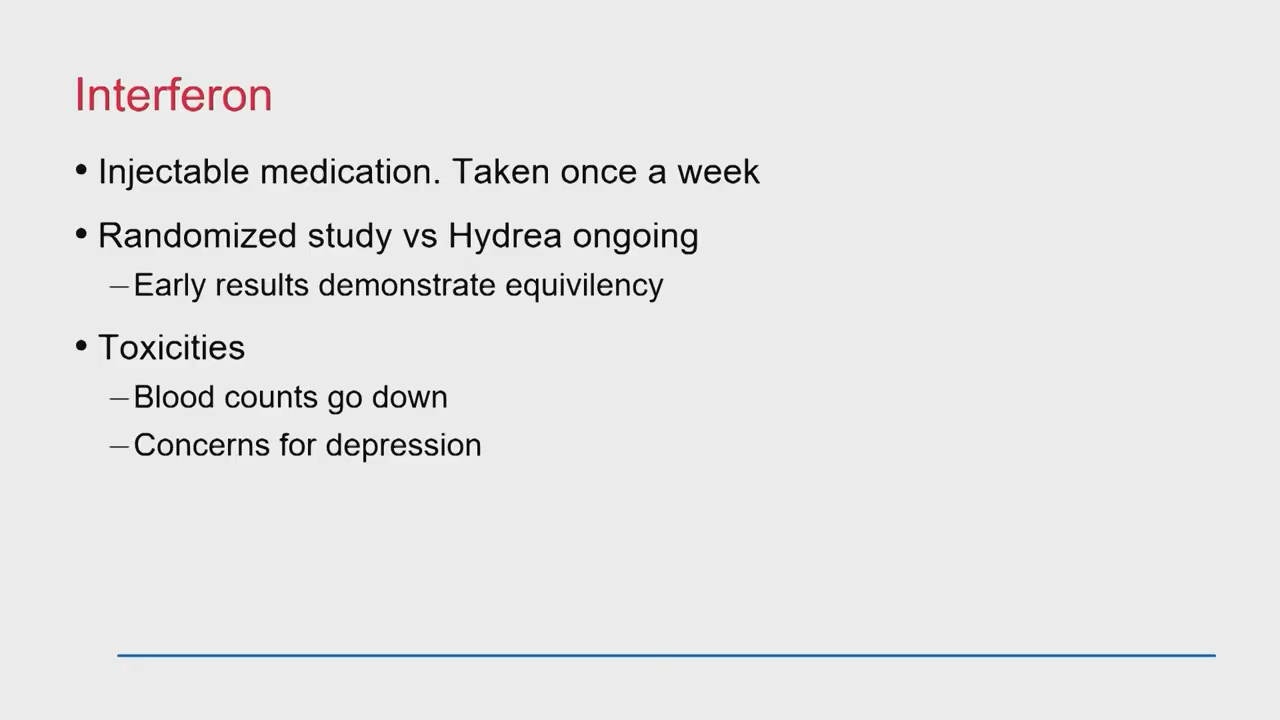 Interferon
• Injectable medication. Taken once a week
• Randomized study vs Hydrea ongoing
–Early results demonstrate equivilency
• Toxicities
–Blood counts go down
–Concerns for depression